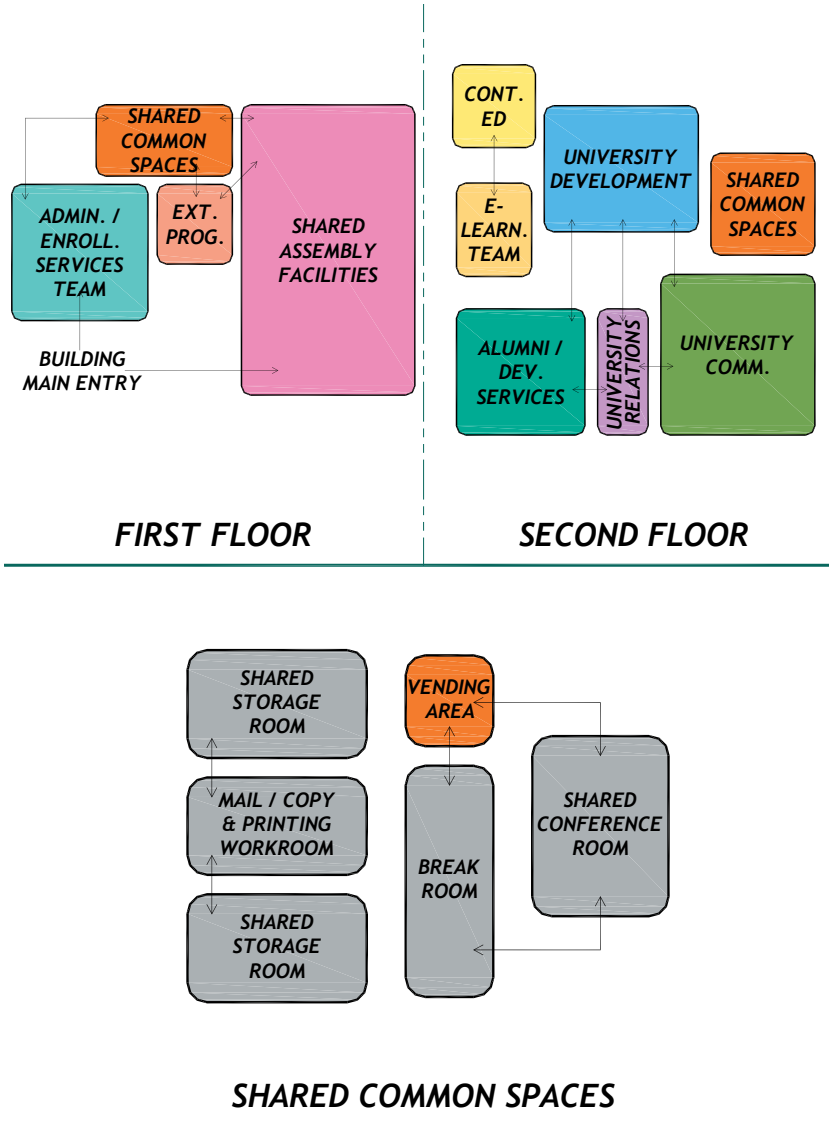 SHARED
COMMON
SPACES
ADMIN. /
ENROLL.
SERVICES
TEAM
EXT.
PROG.
SHARED
ASSEMBLY
FACILITIES
BUILDING
MAIN ENTRY
FIRST FLOOR
CONT.
ED
UNIVERSITY
DEVELOPMENT
SHARED
COMMON
SPACES
E-
LEARN.
TEAM
ALUMNI /
DEV.
SERVICES
UNIVERSITY
RELATIONS
UNIVERSITY
COMM.
SECOND FLOOR
SHARED
STORAGE
ROOM
MAIL / COPY
& PRINTING
WORKROOM
SHARED
STORAGE
ROOM
VENDING
AREA
BREAK
ROOM
SHARED
CONFERENCE
ROOM
SHARED COMMON SPACES